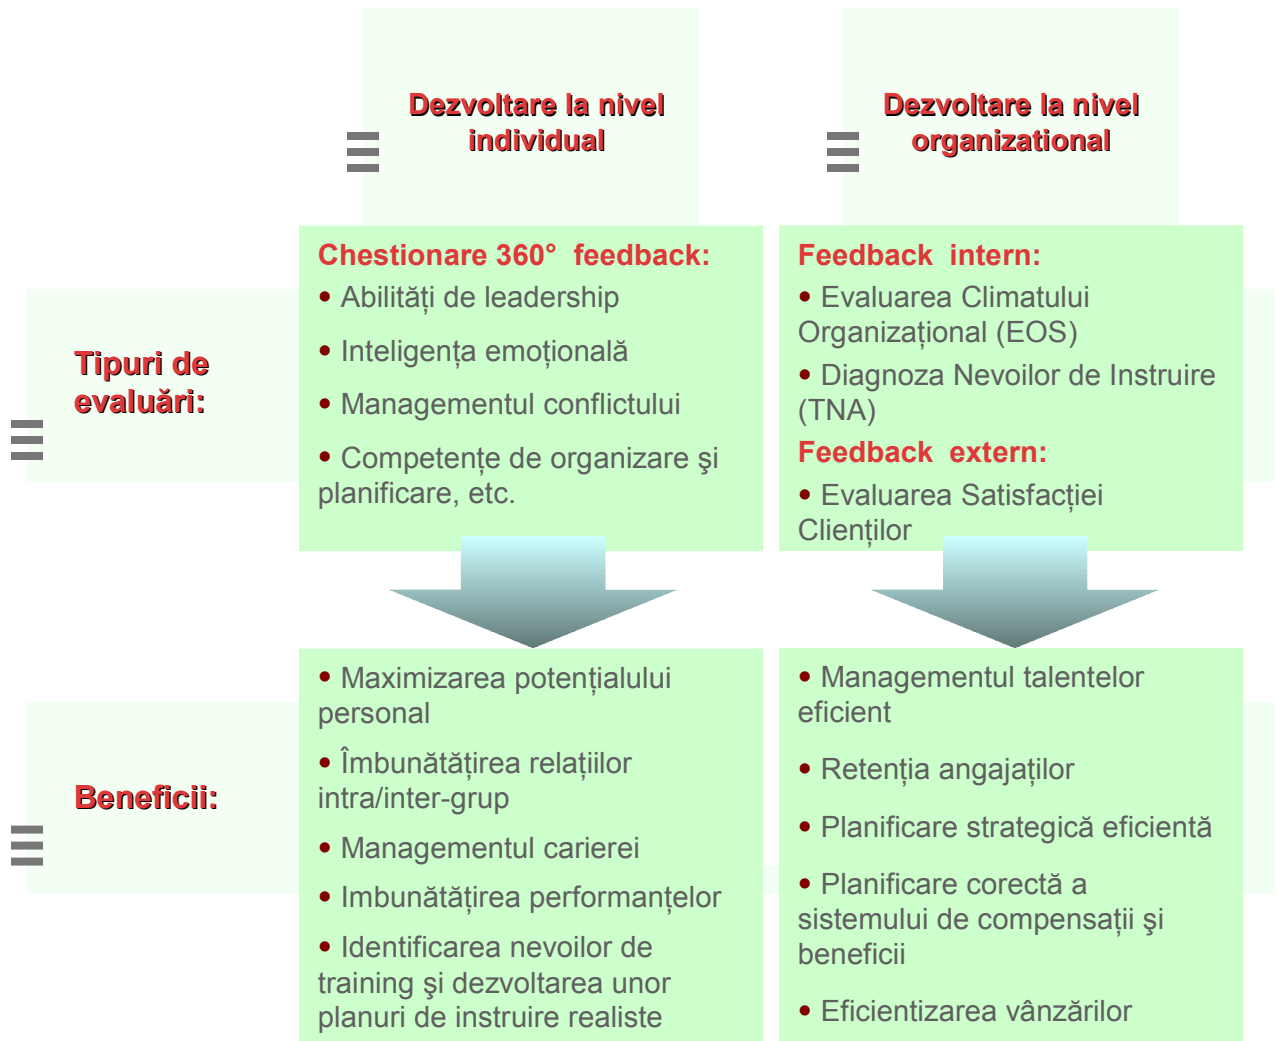 Dezvoltare la nivel
individual
Dezvoltare la nivel
organizational
Tipuri de
evaluări:
Chestionare 360° feedback:
• Abilități de leadership
• Inteligența emoțională
• Managementul conflictului
• Competențe de organizare şi
planificare, etc.
Feedback intern:
• Evaluarea Climatului
Organizațional (EOS)
• Diagnoza Nevoilor de Instruire
(TNA)
Feedback extern:
• Evaluarea Satisfacției
Clienților
Beneficii:
• Maximizarea potențialului
personal
• Îmbunătățirea relațiilor
intra/inter-grup
• Managementul carierei
• Imbunătățirea performanțelor
• Identificarea nevoilor de
training şi dezvoltarea unor
planuri de instruire realiste
• Managementul talentelor
eficient
• Retenția angajaților
• Planificare strategică eficientă
• Planificare corectă a
sistemului de compensații şi
beneficii
• Eficientizarea vânzărilor